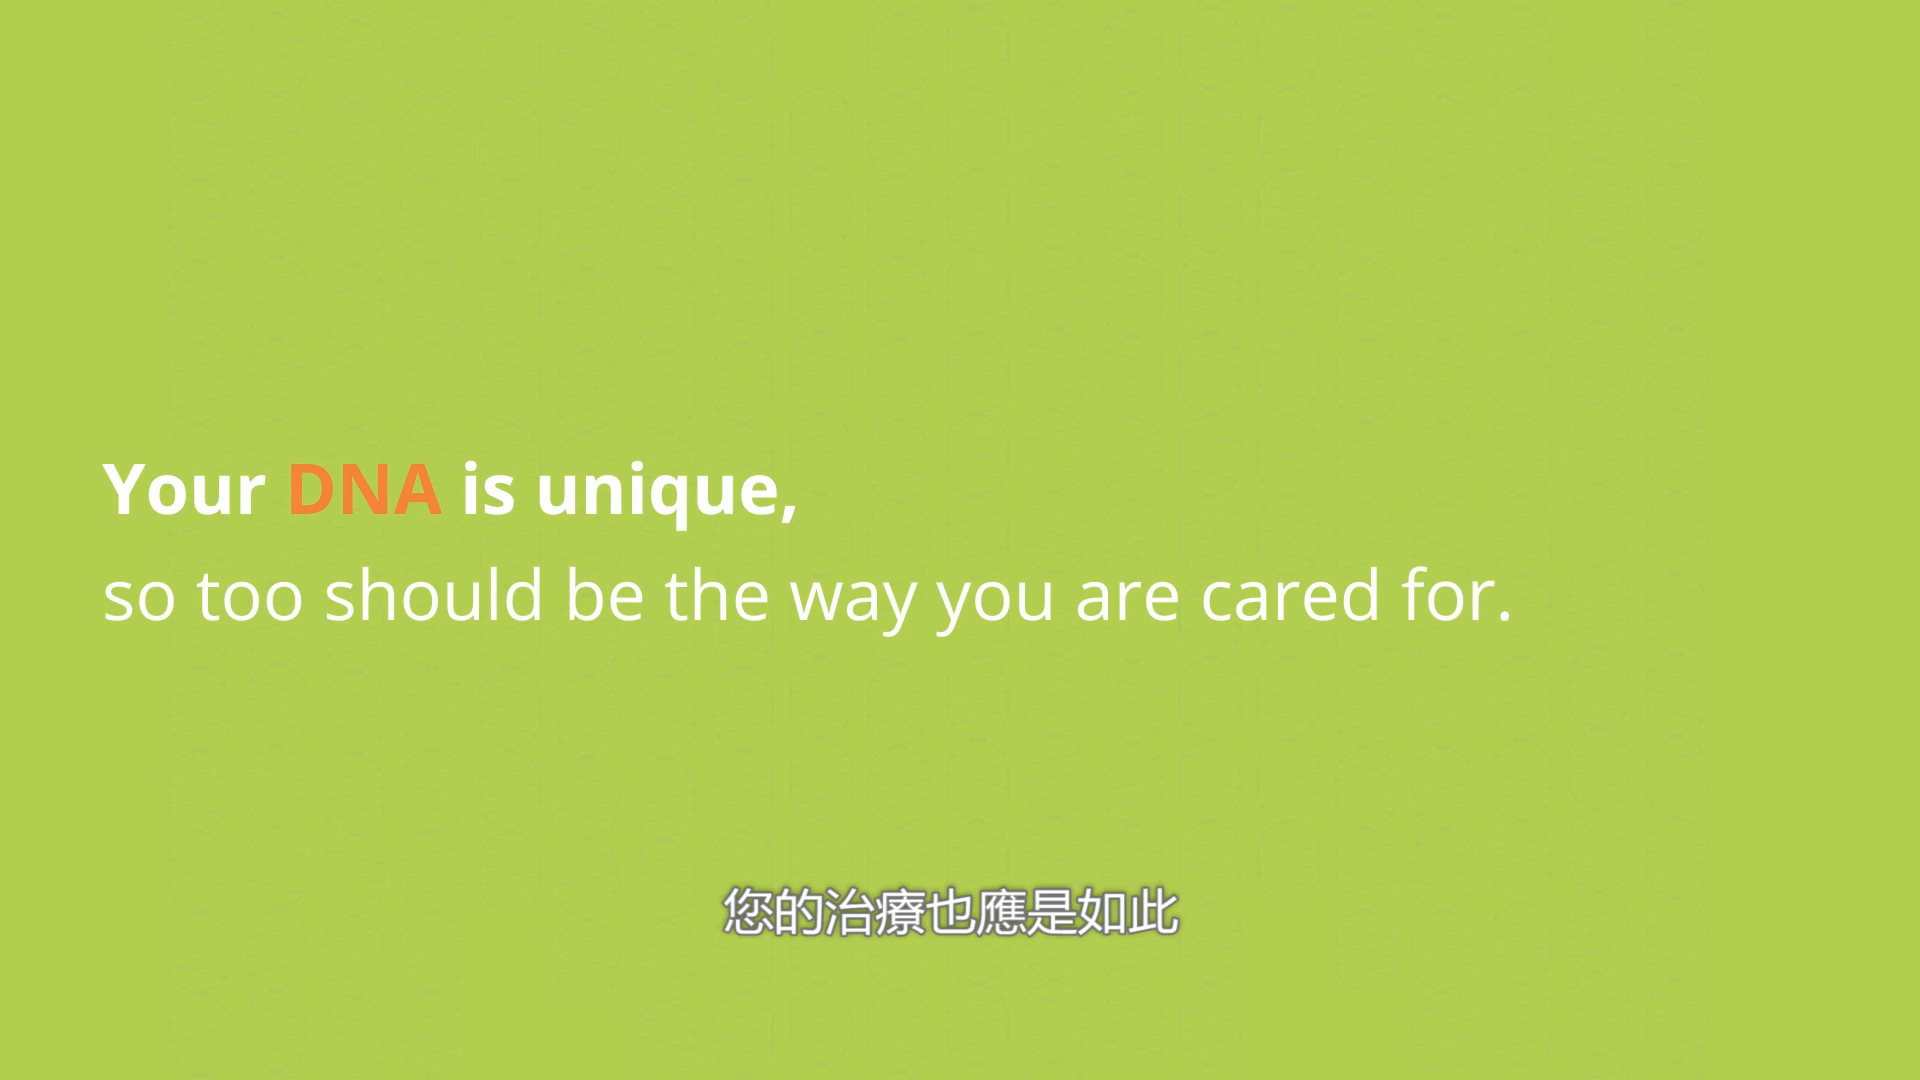 Your DNA is unique,
so too should be the way you are cared for.
您的治療也應是如此